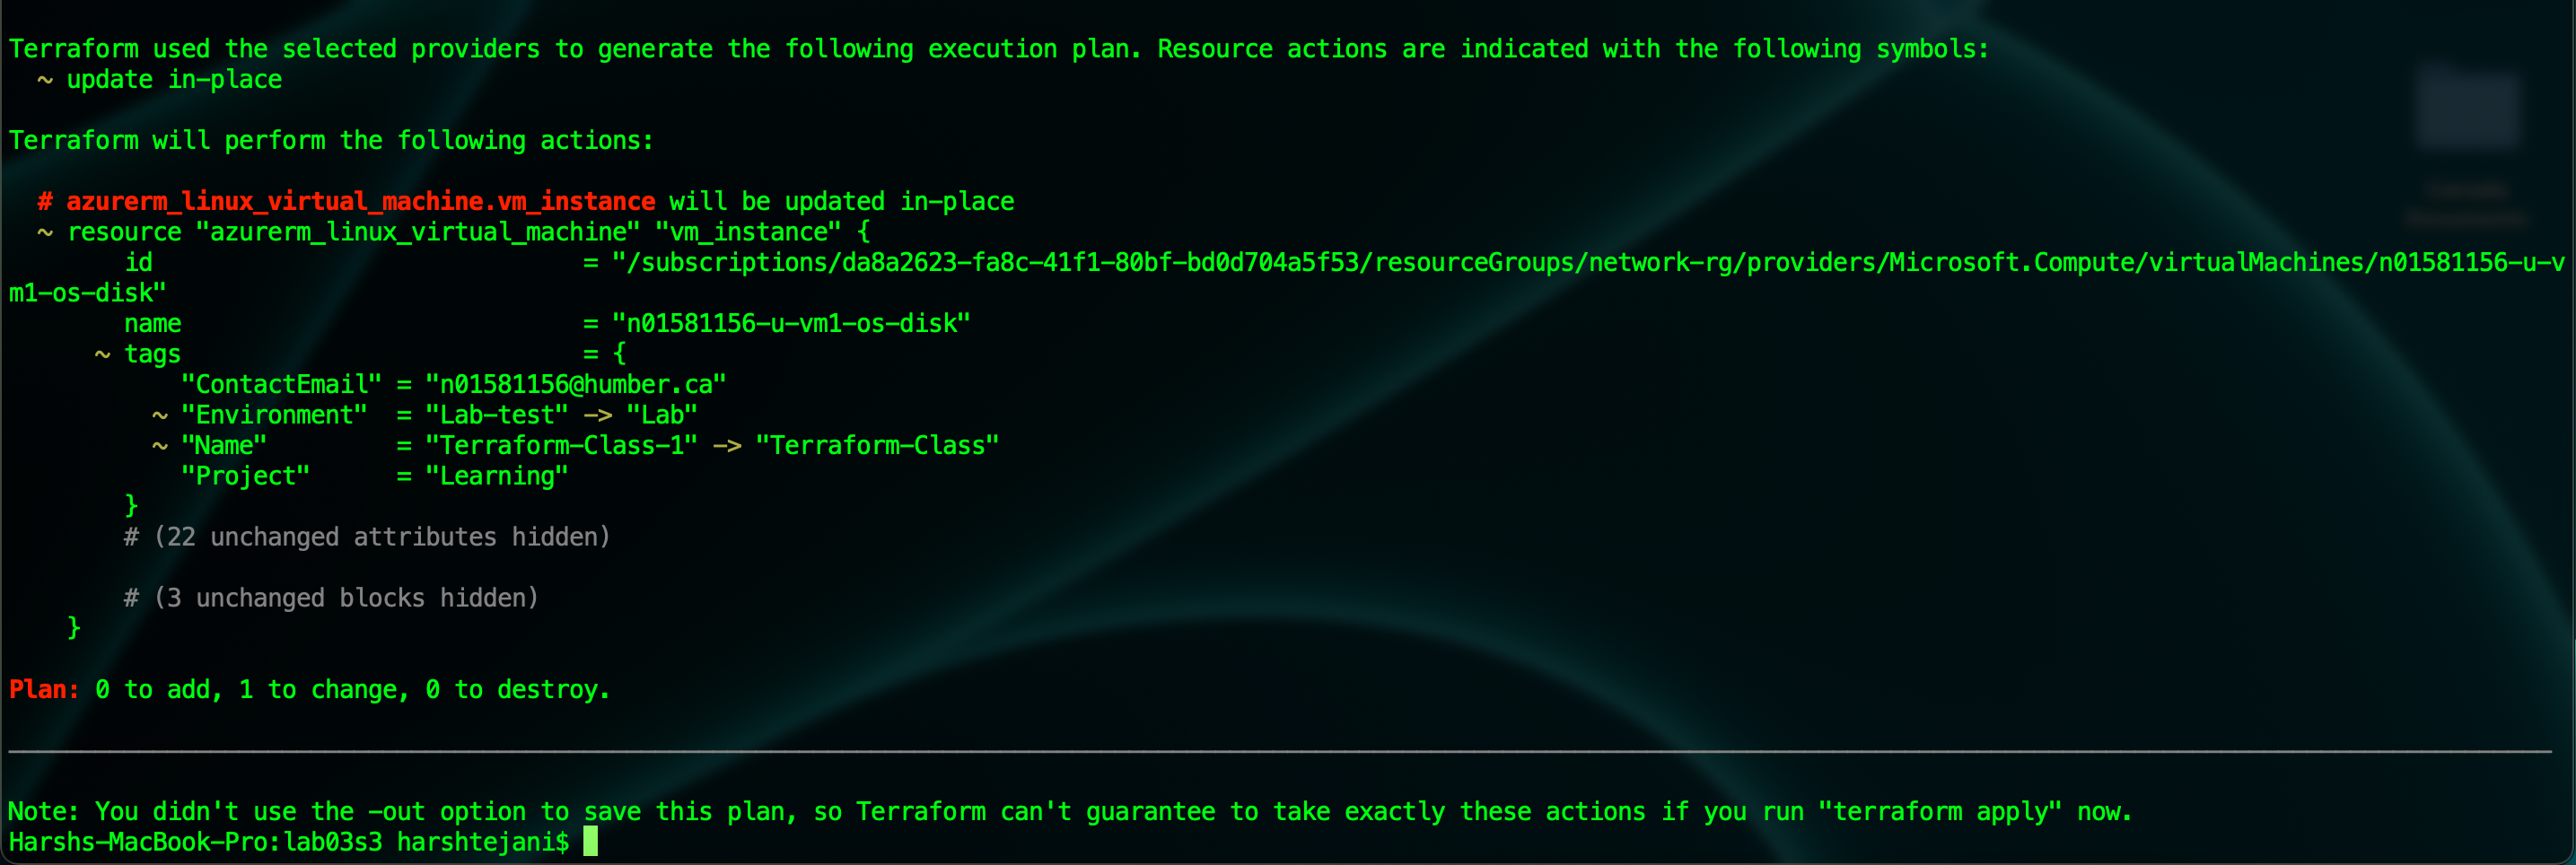 Terraform used the selected providers to generate the following execution plan. Resource actions are indicated with the following symbols:
  ~ update in-place

Terraform will perform the following actions:

  # azurerm_linux_virtual_machine.vm_instance will be updated in-place
  ~ resource "azurerm_linux_virtual_machine" "vm_instance" {
        id                              = "/subscriptions/da8a2623-fa8c-41f1-80bf-bd0d704a5f53/resourceGroups/network-rg/providers/Microsoft.Compute/virtualMachines/n01581156-u-v
m1-os-disk"
        name                            = "n01581156-u-vm1-os-disk"
      ~ tags                            = {
            "ContactEmail" = "n01581156@humber.ca"
          ~ "Environment"  = "Lab-test" -> "Lab"
          ~ "Name"         = "Terraform-Class-1" -> "Terraform-Class"
            "Project"      = "Learning"
        }
        # (22 unchanged attributes hidden)

        # (3 unchanged blocks hidden)
    }

Plan: 0 to add, 1 to change, 0 to destroy.

Note: You didn't use the -out option to save this plan, so Terraform can't guarantee to take exactly these actions if you run "terraform apply" now.
Harshs-MacBook-Pro:lab03s3 harshtejani$